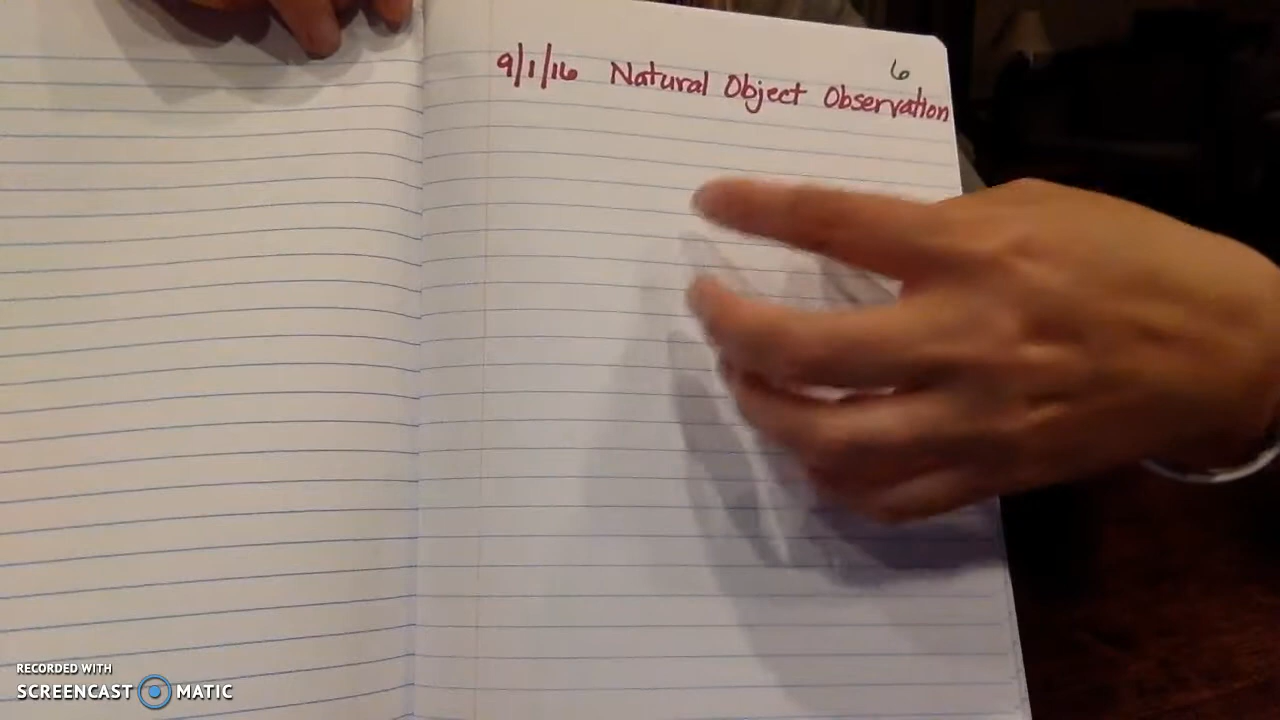 6
9/1/16 Natural Object Observation
RECORDED WITH
SCREENCAST MATIC